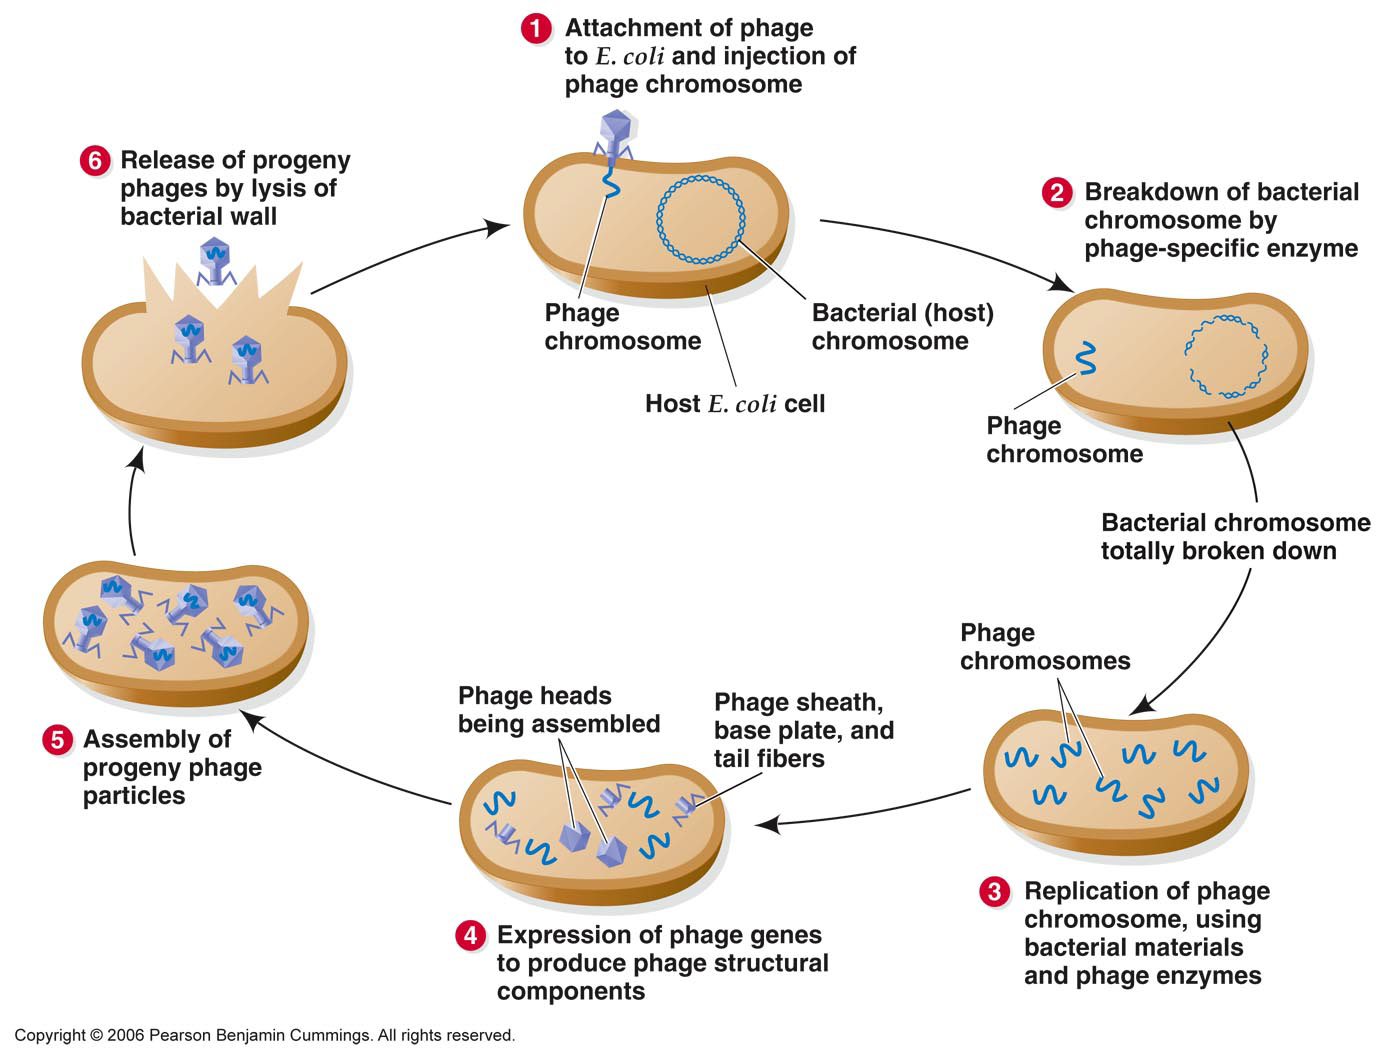 1 Attachment of phage
to E. coli and injection of
phage chromosome
Phage
chromosome
Bacterial (host)
chromosome
Host E. coli cell
2 Breakdown of bacterial
chromosome by
phage-specific enzyme
Phage
chromosome
Bacterial chromosome
totally broken down
Phage
chromosomes
3 Replication of phage
chromosome, using
bacterial materials
and phage enzymes
Phage heads
being assembled
Phage sheath,
base plate, and
tail fibers
4 Expression of phage genes
to produce phage structural
components
5 Assembly of
progeny phage
particles
6 Release of progeny
phages by lysis of
bacterial wall
Copyright © 2006 Pearson Benjamin Cummings. All rights reserved.